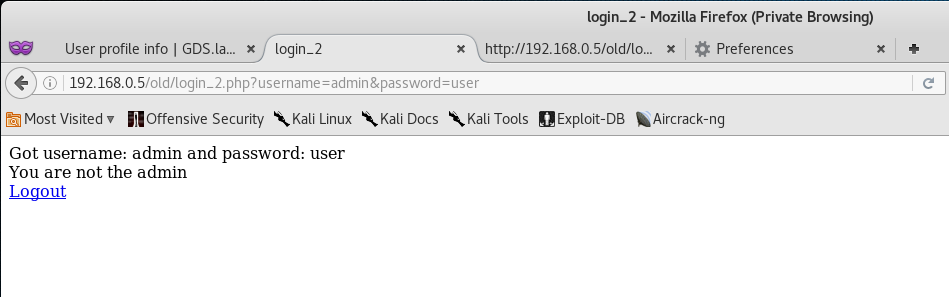 login_2 - Mozilla Firefox (Private Browsing)
User profile info | GDS.la... login_2 http://192.168.0.5/old/lo... Preferences
192.168.0.5/old/login_2.php?username=admin&password=user
Most Visited Offensive Security Kali Linux Kali Docs Kali Tools Exploit-DB Aircrack-ng
Got username: admin and password: user
You are not the admin
Logout